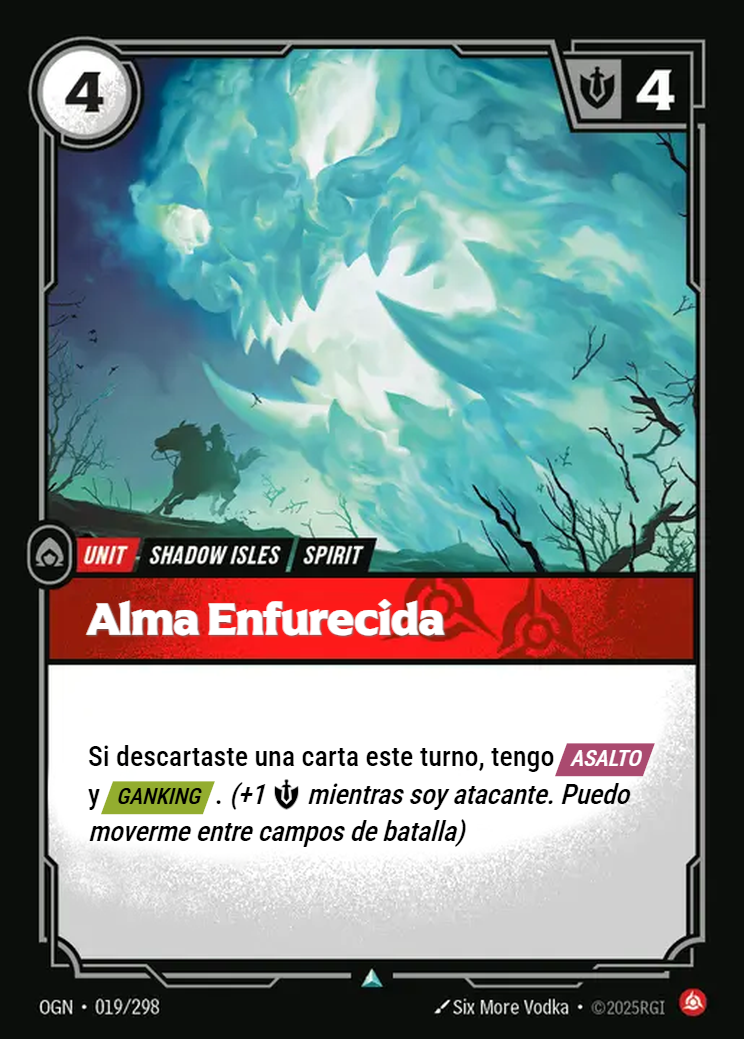 4
4
UNIT
SHADOW ISLES
SPIRIT
Alma Enfurecida
Si descartaste una carta este turno, tengo ASALTO
y GANKING . (+1 mientras soy atacante. Puedo
moverme entre campos de batalla)
OGN • 019/298
Six More Vodka • ©2025RGI